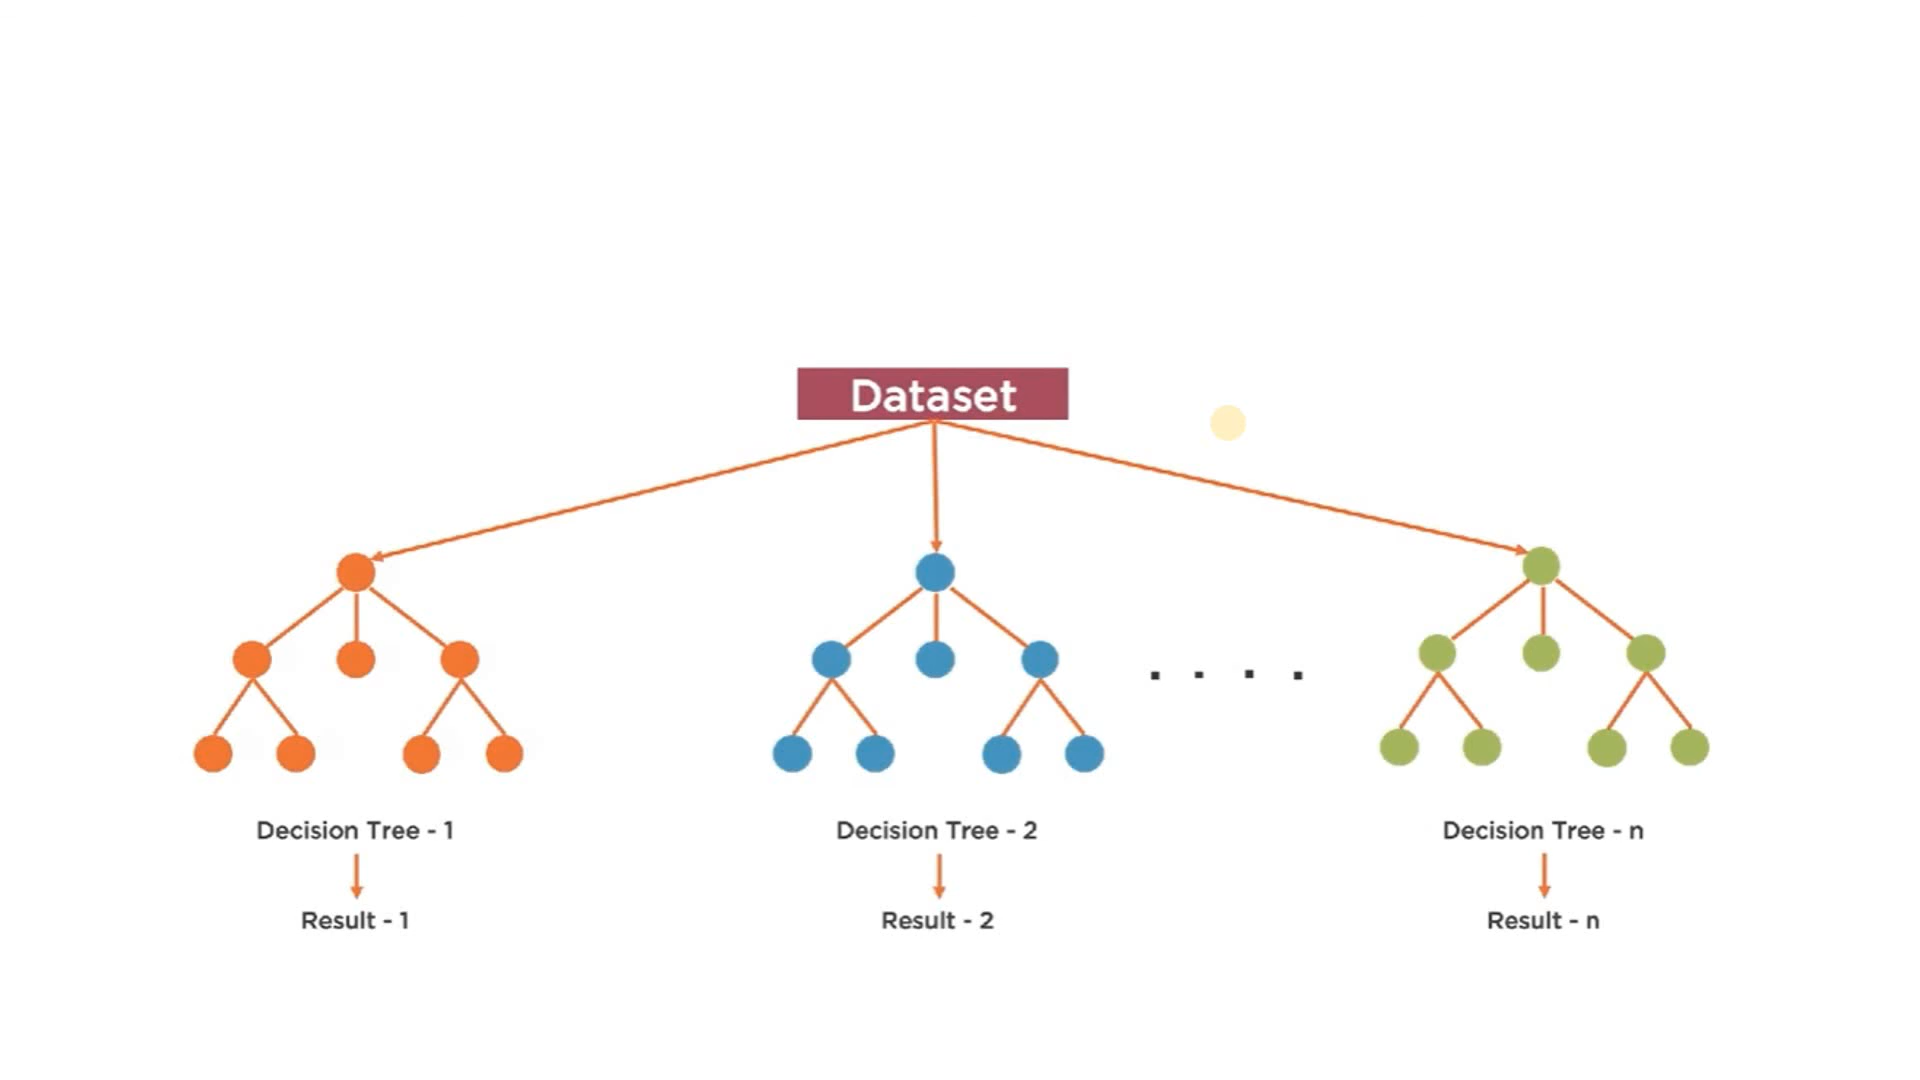 Dataset
Decision Tree - 1
Decision Tree - 2
Decision Tree - n
Result - 1
Result - 2
Result - n